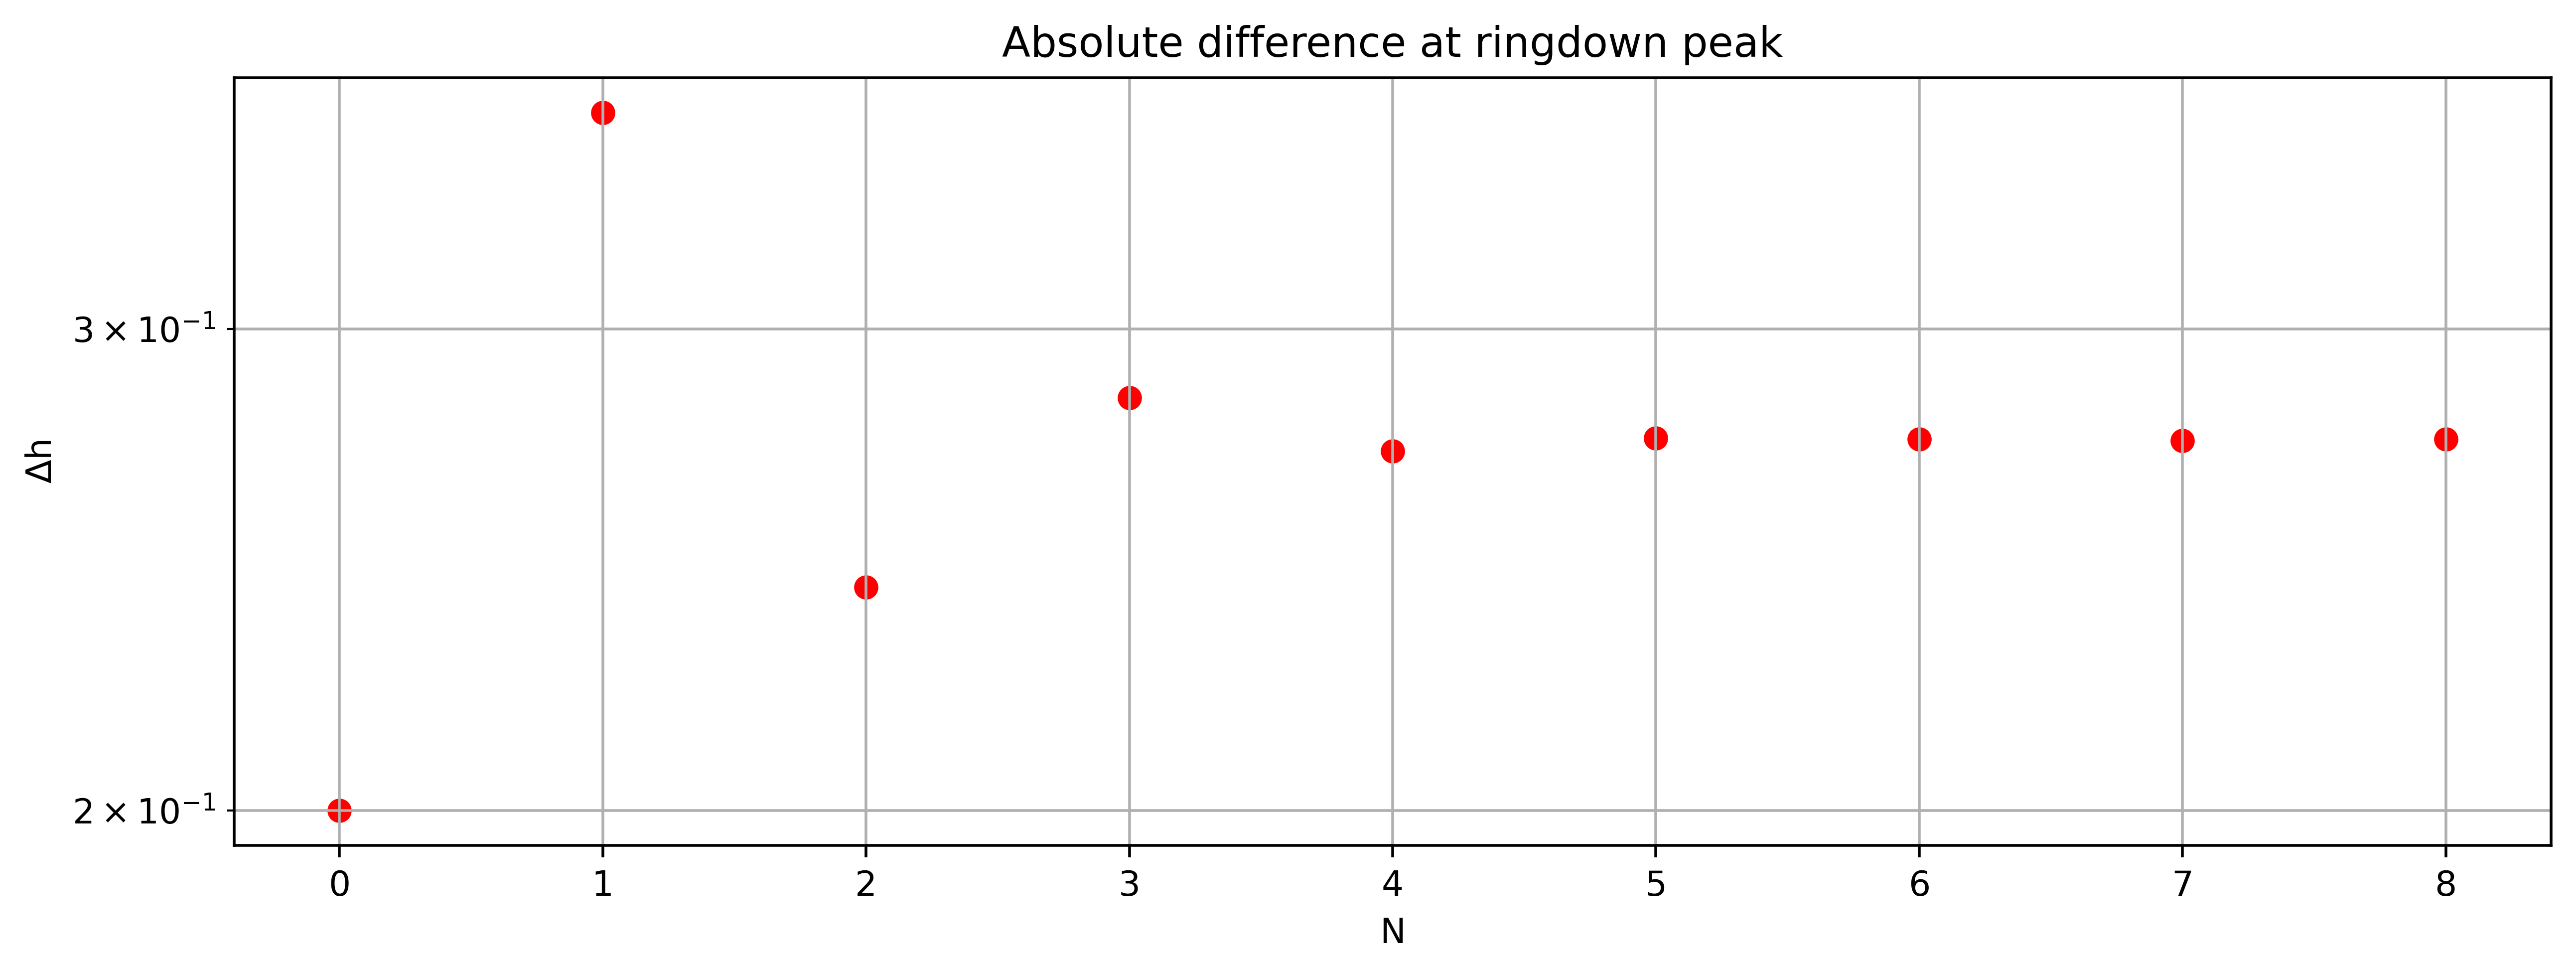 Absolute difference at ringdown peak
3 × 10⁻¹
Δh
2 × 10⁻¹
0 1 2 3 4 5 6 7 8
N